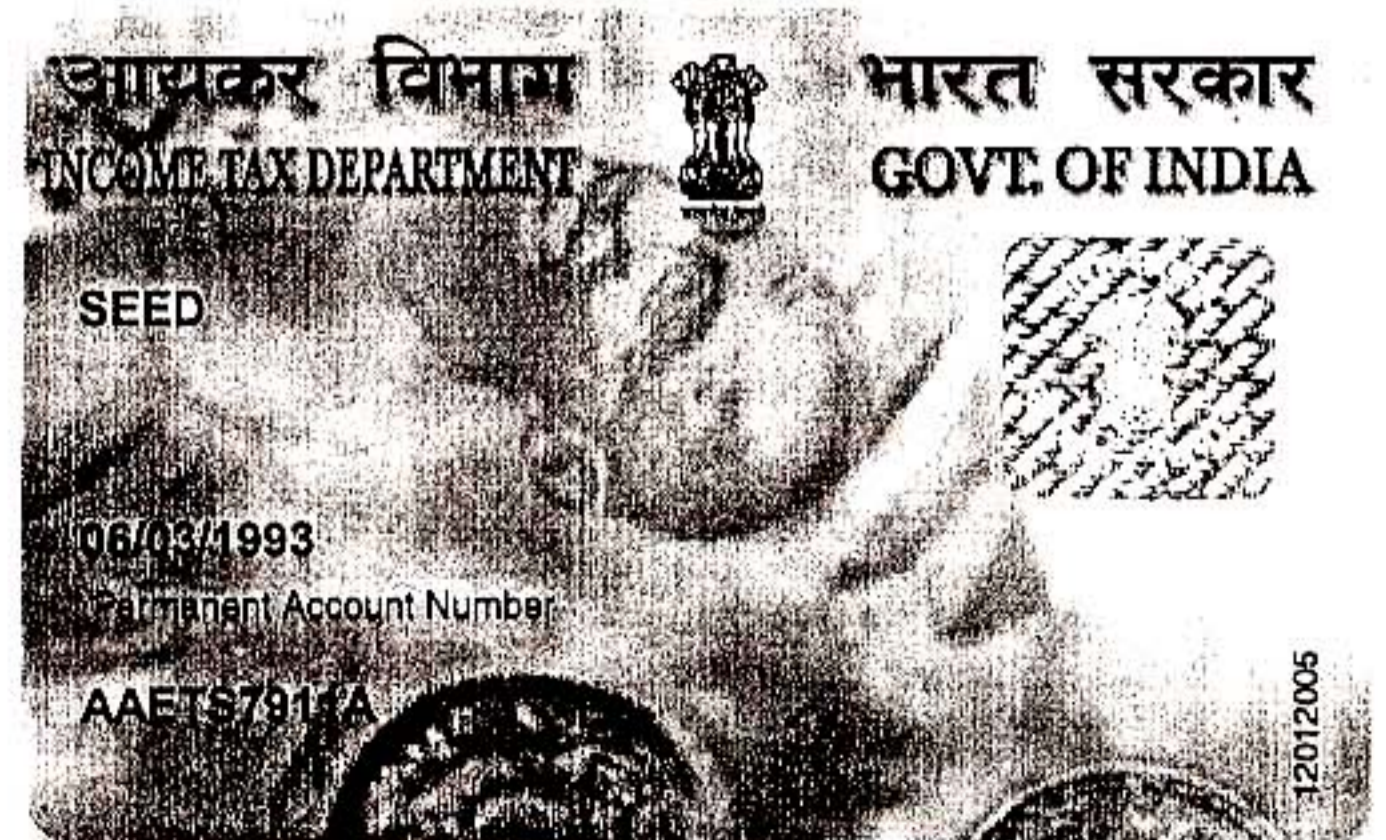 आयकर विभाग
INCOME TAX DEPARTMENT
भारत सरकार
GOVT. OF INDIA
SEED
06/03/1993
Permanent Account Number
12012005